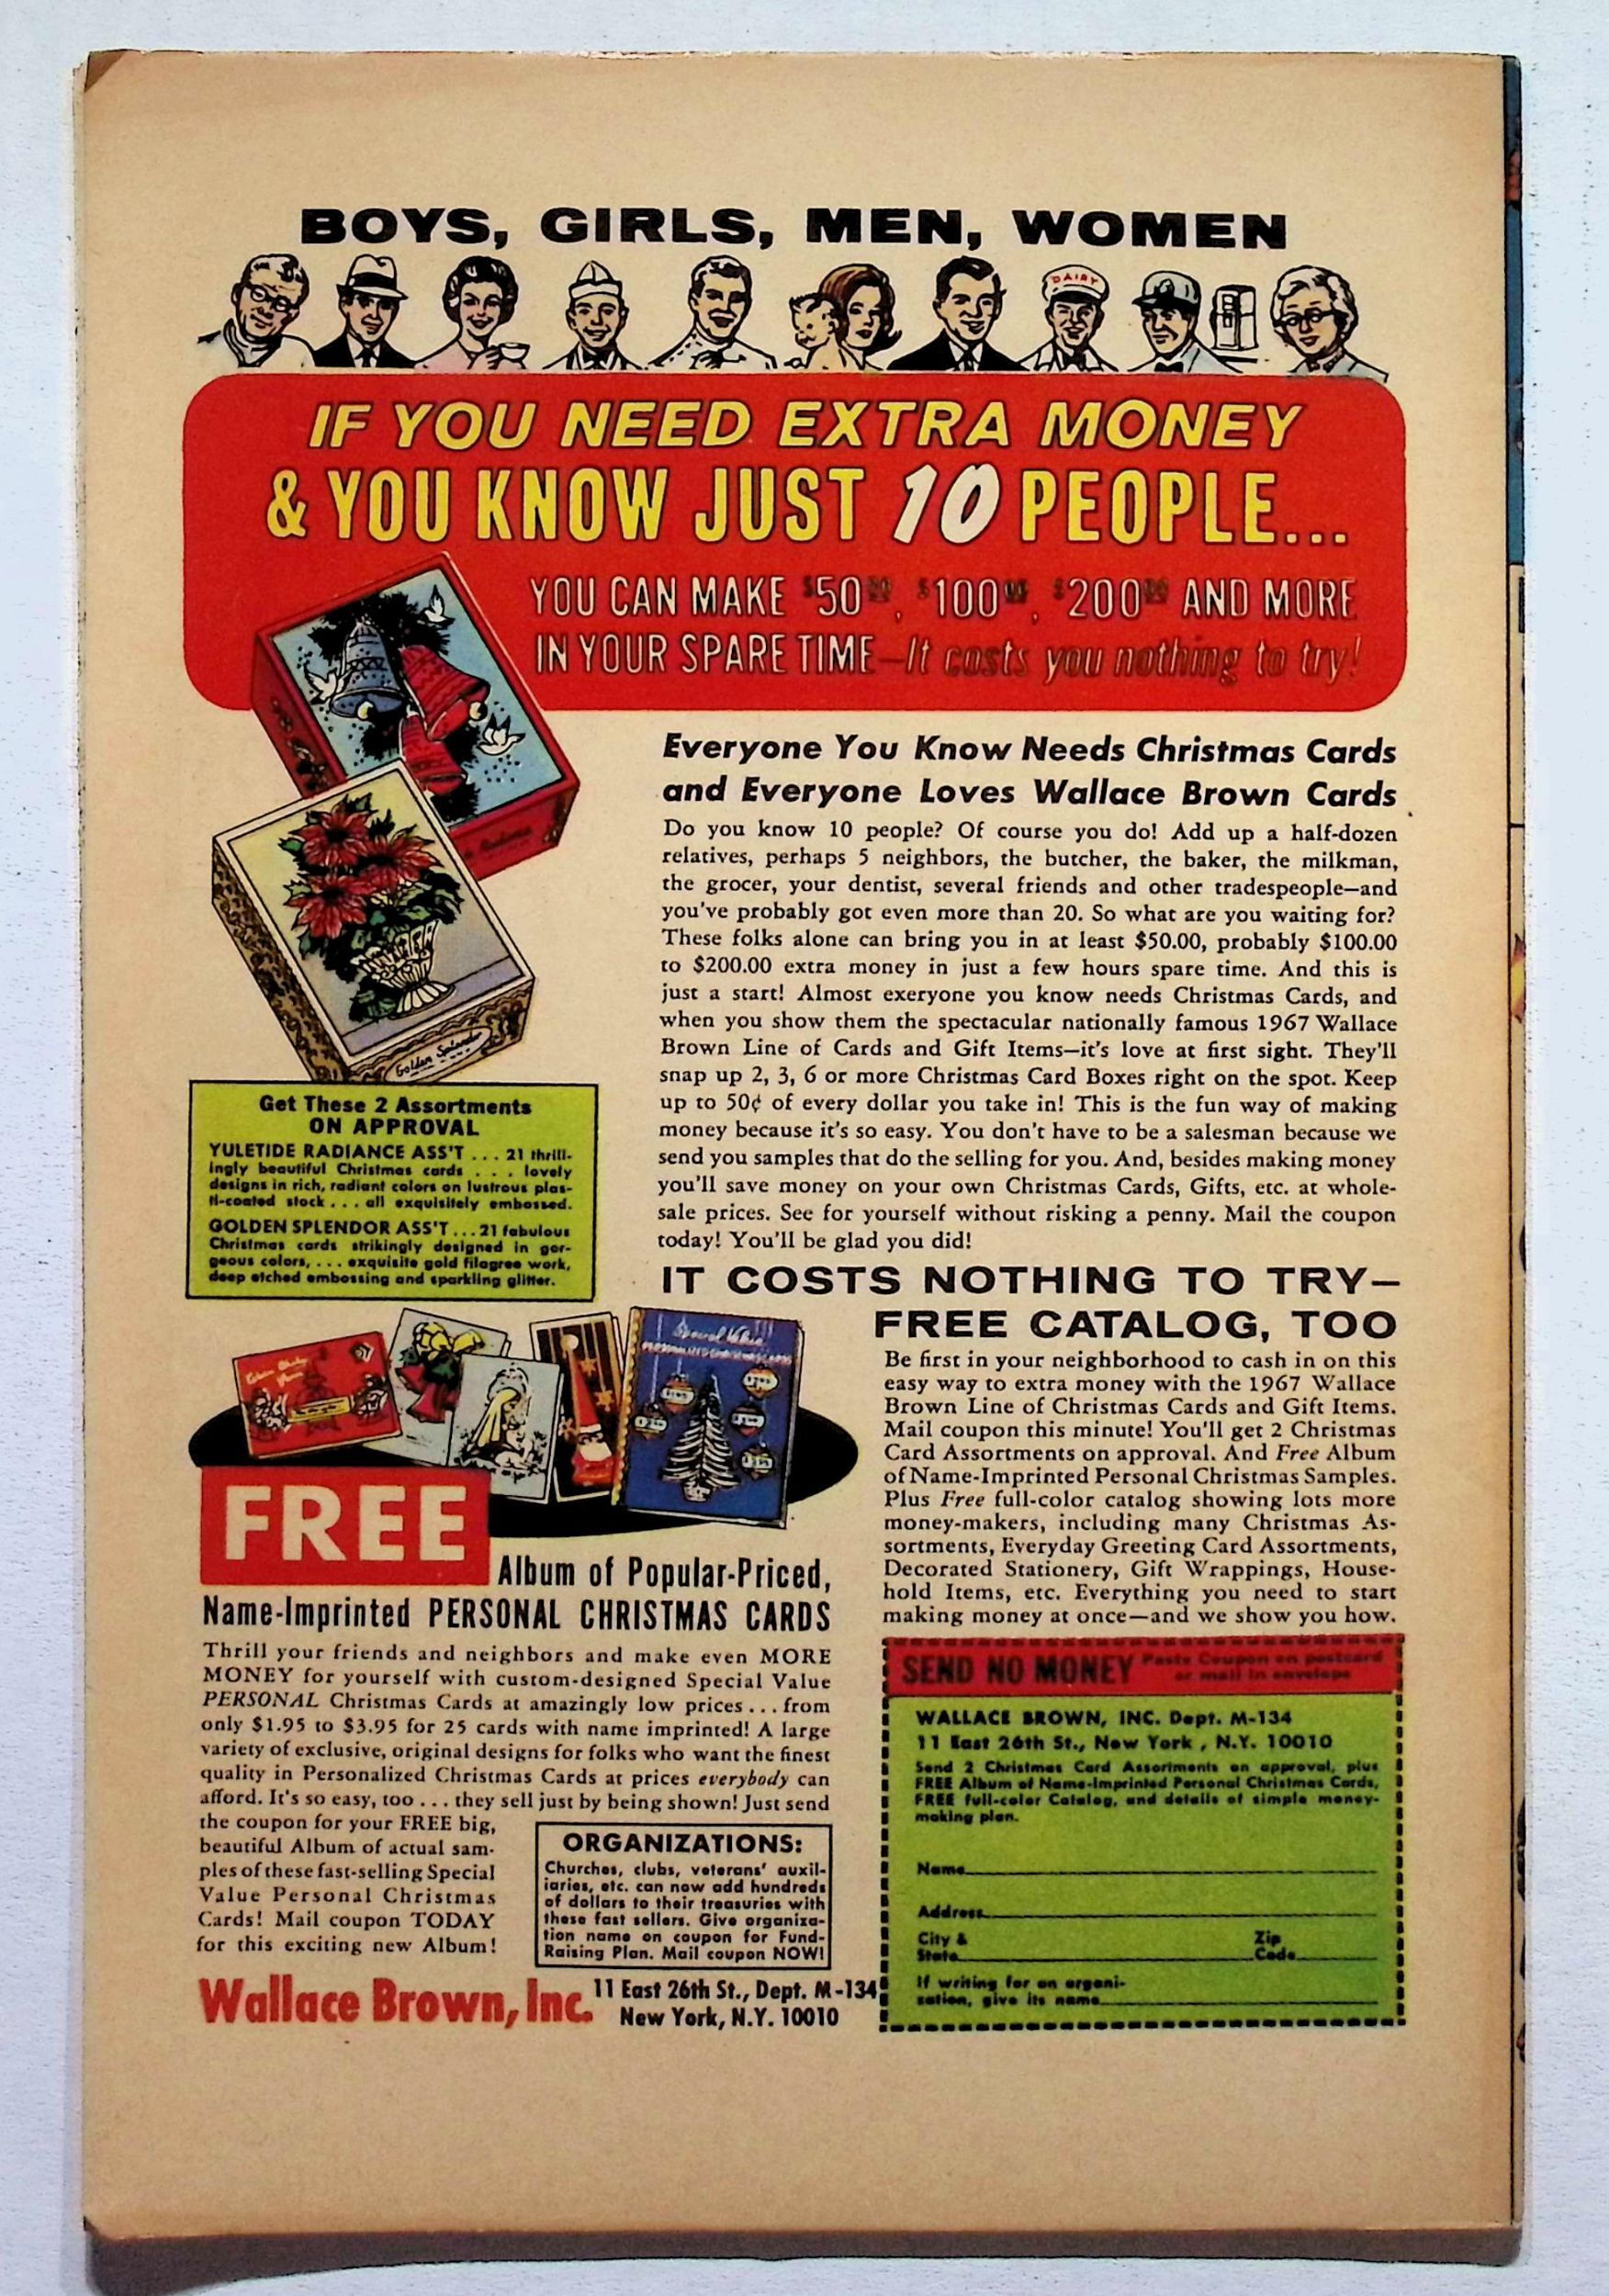 BOYS, GIRLS, MEN, WOMEN
DAIRY
IF YOU NEED EXTRA MONEY
& YOU KNOW JUST 10 PEOPLE...
YOU CAN MAKE $50.00, $100.00, $200.00 AND MORE
IN YOUR SPARE TIME—It costs you nothing to try!
Everyone You Know Needs Christmas Cards
and Everyone Loves Wallace Brown Cards
Do you know 10 people? Of course you do! Add up a half-dozen
relatives, perhaps 5 neighbors, the butcher, the baker, the milkman,
the grocer, your dentist, several friends and other tradespeople—and
you've probably got even more than 20. So what are you waiting for?
These folks alone can bring you in at least $50.00, probably $100.00
to $200.00 extra money in just a few hours spare time. And this is
just a start! Almost exeryone you know needs Christmas Cards, and
when you show them the spectacular nationally famous 1967 Wallace
Brown Line of Cards and Gift Items—it's love at first sight. They'll
snap up 2, 3, 6 or more Christmas Card Boxes right on the spot. Keep
up to 50¢ of every dollar you take in! This is the fun way of making
money because it's so easy. You don't have to be a salesman because we
send you samples that do the selling for you. And, besides making money
you'll save money on your own Christmas Cards, Gifts, etc. at whole-
sale prices. See for yourself without risking a penny. Mail the coupon
today! You'll be glad you did!
Golden Splendor
Get These 2 Assortments
ON APPROVAL
YULETIDE RADIANCE ASS'T . . . 21 thrill-
ingly beautiful Christmas cards . . . lovely
designs in rich, radiant colors on lustrous plas-
ti-coated stock . . . all exquisitely embossed.
GOLDEN SPLENDOR ASS'T . . . 21 fabulous
Christmas cards strikingly designed in gor-
geous colors, . . . exquisite gold filagree work,
deep etched embossing and sparkling glitter.
IT COSTS NOTHING TO TRY—
FREE CATALOG, TOO
Be first in your neighborhood to cash in on this
easy way to extra money with the 1967 Wallace
Brown Line of Christmas Cards and Gift Items.
Mail coupon this minute! You'll get 2 Christmas
Card Assortments on approval. And Free Album
of Name-Imprinted Personal Christmas Samples.
Plus Free full-color catalog showing lots more
money-makers, including many Christmas As-
sortments, Everyday Greeting Card Assortments,
Decorated Stationery, Gift Wrappings, House-
hold Items, etc. Everything you need to start
making money at once—and we show you how.
Special Value
PERSONALIZED CHRISTMAS CARDS
FREE
Album of Popular-Priced,
Name-Imprinted PERSONAL CHRISTMAS CARDS
Thrill your friends and neighbors and make even MORE
MONEY for yourself with custom-designed Special Value
PERSONAL Christmas Cards at amazingly low prices . . . from
only $1.95 to $3.95 for 25 cards with name imprinted! A large
variety of exclusive, original designs for folks who want the finest
quality in Personalized Christmas Cards at prices everybody can
afford. It's so easy, too . . . they sell just by being shown! Just send
the coupon for your FREE big,
beautiful Album of actual sam-
ples of these fast-selling Special
Value Personal Christmas
Cards! Mail coupon TODAY
for this exciting new Album!
ORGANIZATIONS:
Churches, clubs, veterans' auxil-
iaries, etc. can now add hundreds
of dollars to their treasuries with
these fast sellers. Give organiza-
tion name on coupon for Fund-
Raising Plan. Mail coupon NOW!
Wallace Brown, Inc.
11 East 26th St., Dept. M-134
New York, N.Y. 10010
SEND NO MONEY
Paste Coupon on postcard
or mail in envelope
WALLACE BROWN, INC. Dept. M-134
11 East 26th St., New York, N.Y. 10010
Send 2 Christmas Card Assortments on approval, plus
FREE Album of Name-Imprinted Personal Christmas Cards,
FREE full-color Catalog, and details of simple money-
making plan.
Name
Address
City &
State
Zip
Code
If writing for an organi-
zation, give its name